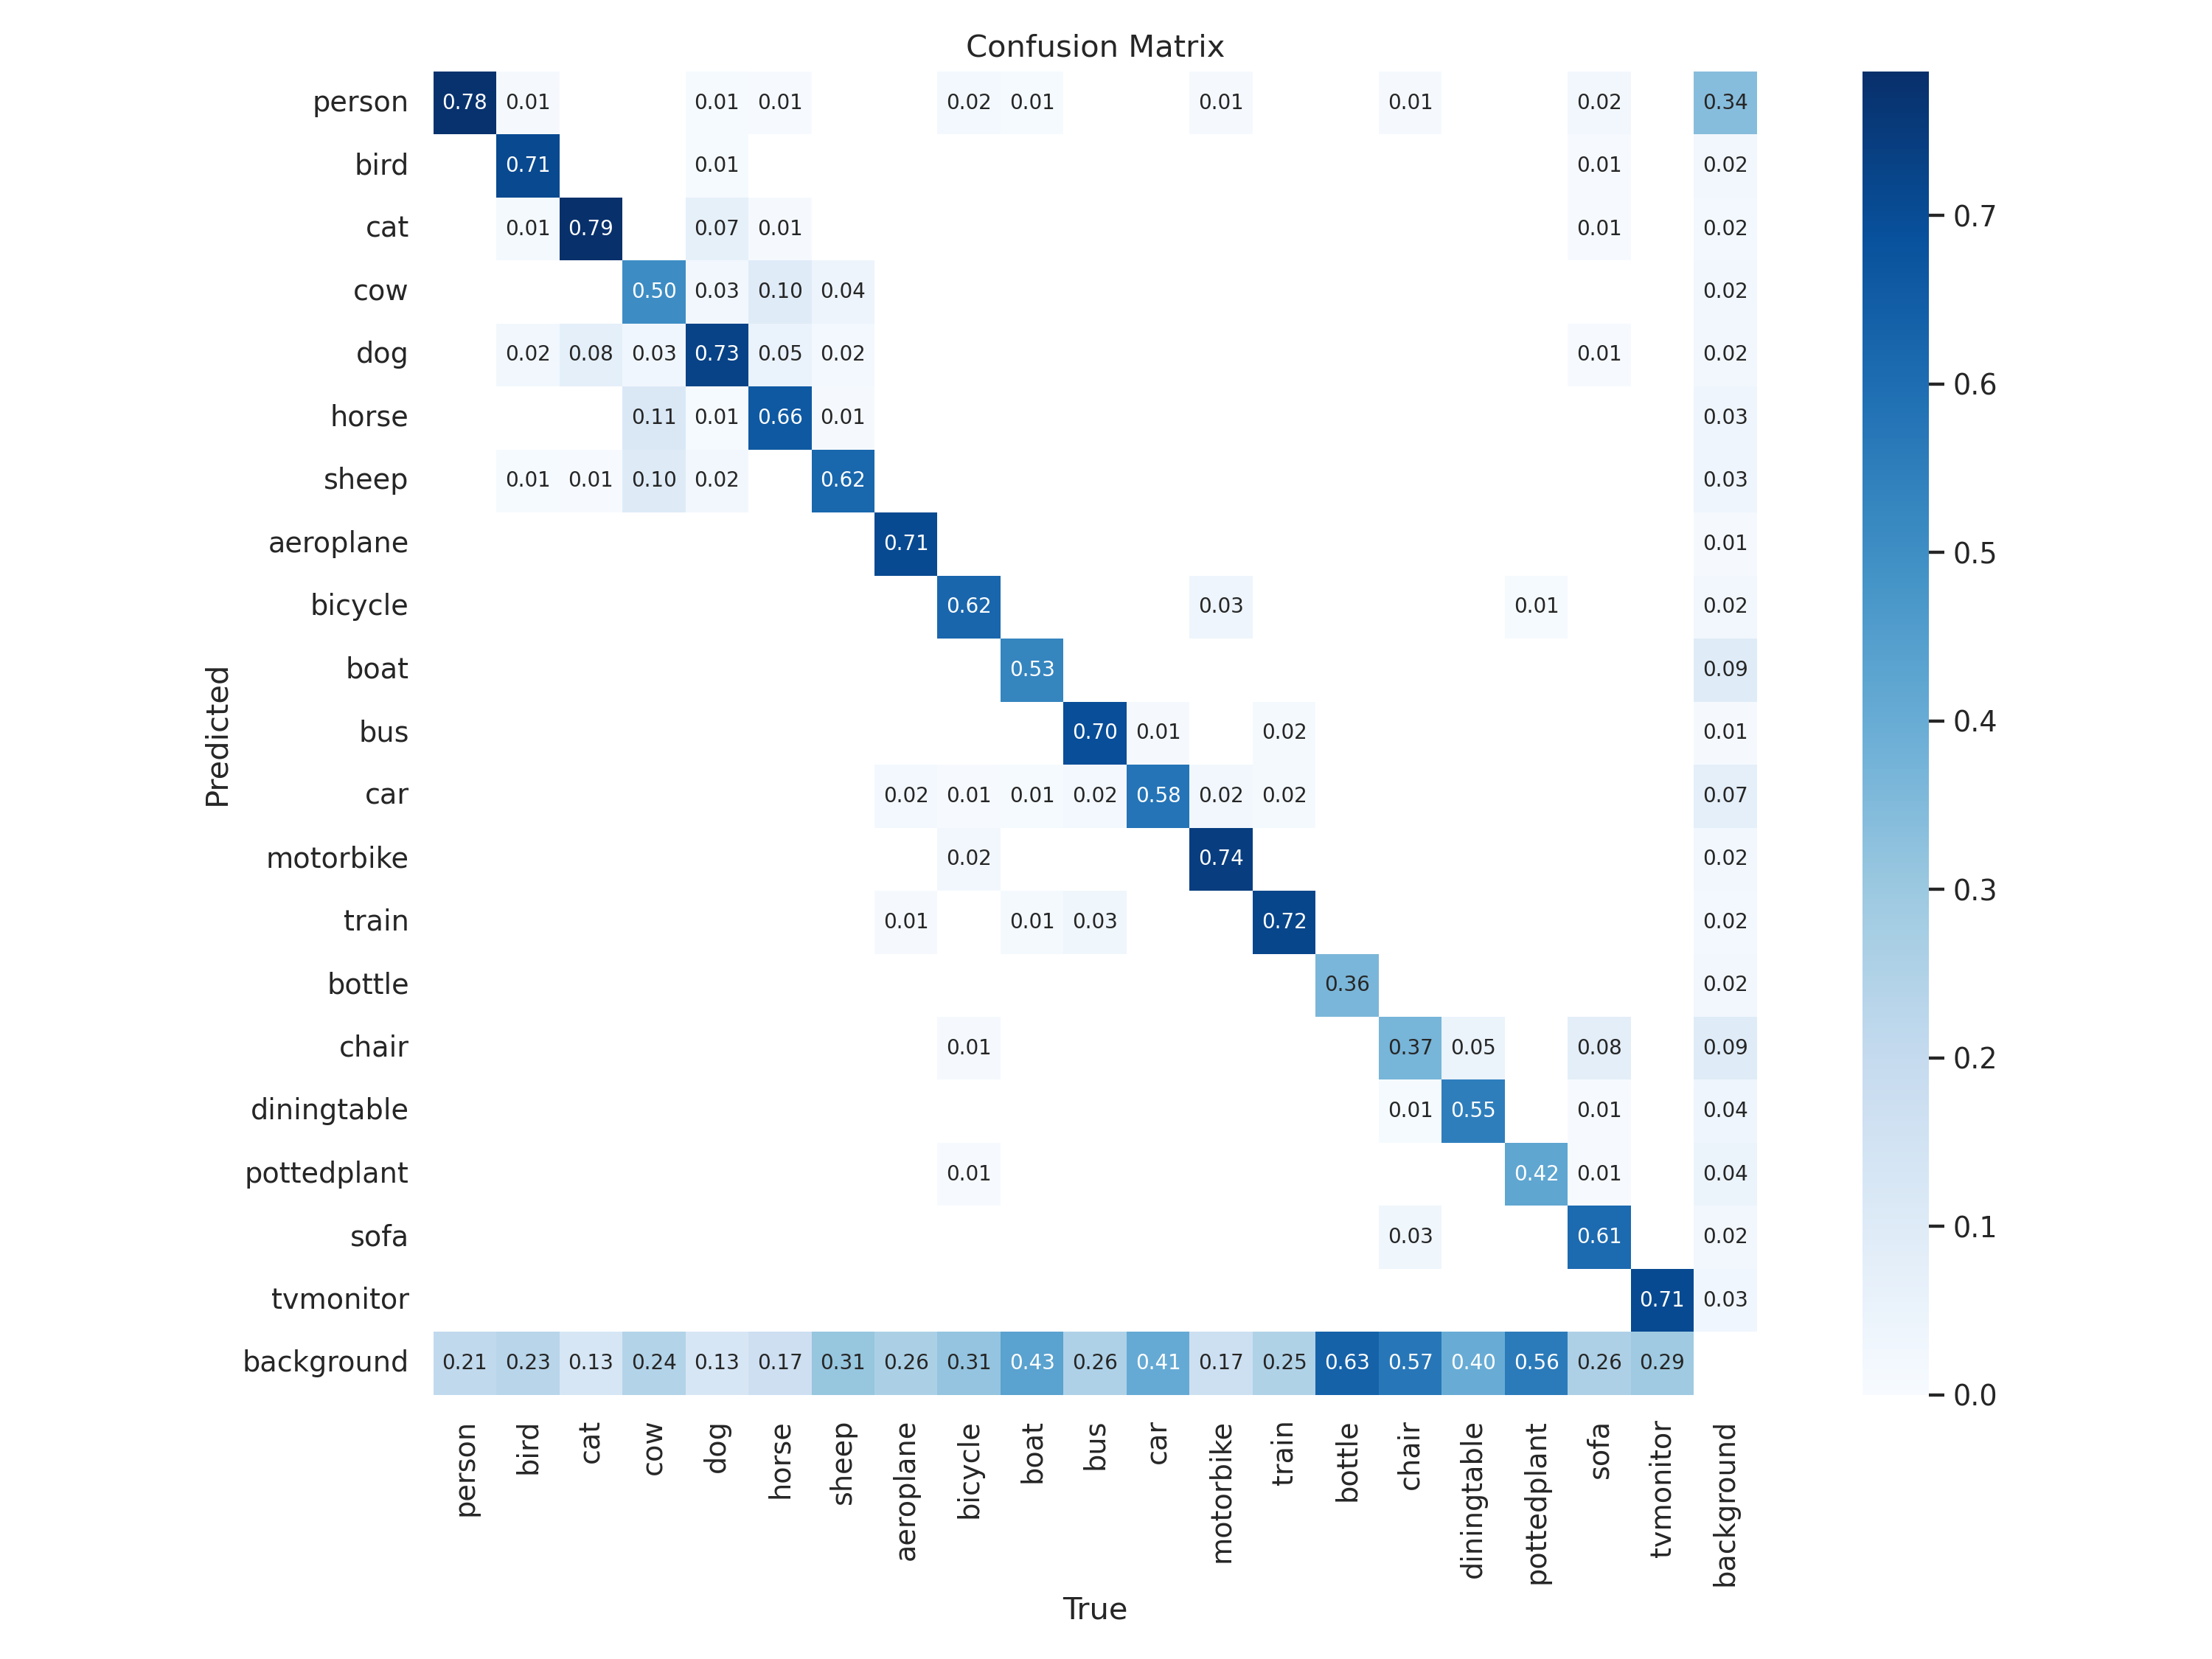 Confusion Matrix
person 0.78 0.01 0.01 0.01 0.02 0.01 0.01 0.01 0.02 0.34
bird 0.71 0.01 0.01 0.02
cat 0.01 0.79 0.07 0.01 0.01 0.02
cow 0.50 0.03 0.10 0.04 0.02
dog 0.02 0.08 0.03 0.73 0.05 0.02 0.01 0.02
horse 0.11 0.01 0.66 0.01 0.03
sheep 0.01 0.01 0.10 0.02 0.62 0.03
aeroplane 0.71 0.01
bicycle 0.62 0.03 0.01 0.02
boat 0.53 0.09
bus 0.70 0.01 0.02 0.01
car 0.02 0.01 0.01 0.02 0.58 0.02 0.02 0.07
motorbike 0.02 0.74 0.02
train 0.01 0.01 0.03 0.72 0.02
bottle 0.36 0.02
chair 0.01 0.37 0.05 0.08 0.09
diningtable 0.01 0.55 0.01 0.04
pottedplant 0.01 0.42 0.01 0.04
sofa 0.03 0.61 0.02
tvmonitor 0.71 0.03
background 0.21 0.23 0.13 0.24 0.13 0.17 0.31 0.26 0.31 0.43 0.26 0.41 0.17 0.25 0.63 0.57 0.40 0.56 0.26 0.29
person bird cat cow dog horse sheep aeroplane bicycle boat bus car motorbike train bottle chair diningtable pottedplant sofa tvmonitor background
True
Predicted
0.7
0.6
0.5
0.4
0.3
0.2
0.1
0.0